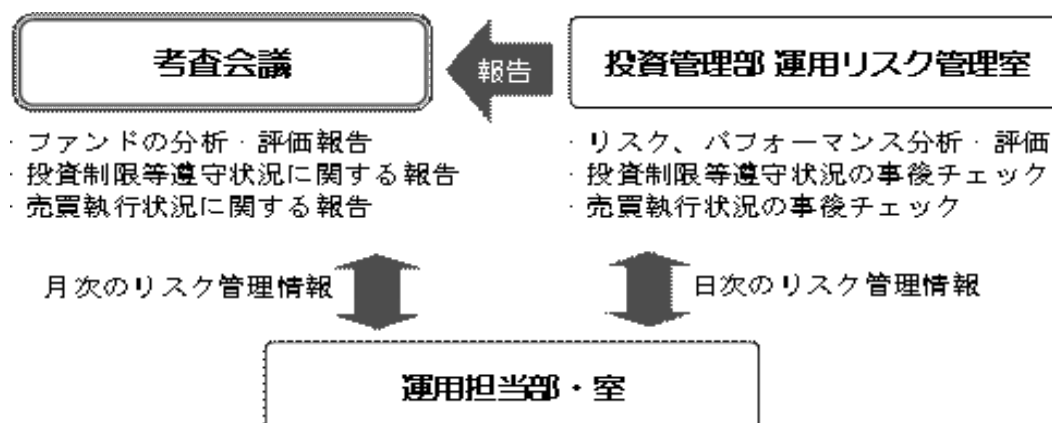 考査会議
報告
投資管理部 運用リスク管理室
・ファンドの分析・評価報告
・投資制限等遵守状況に関する報告
・売買執行状況に関する報告
・リスク、パフォーマンス分析・評価
・投資制限等遵守状況の事後チェック
・売買執行状況の事後チェック
月次のリスク管理情報
日次のリスク管理情報
運用担当部・室